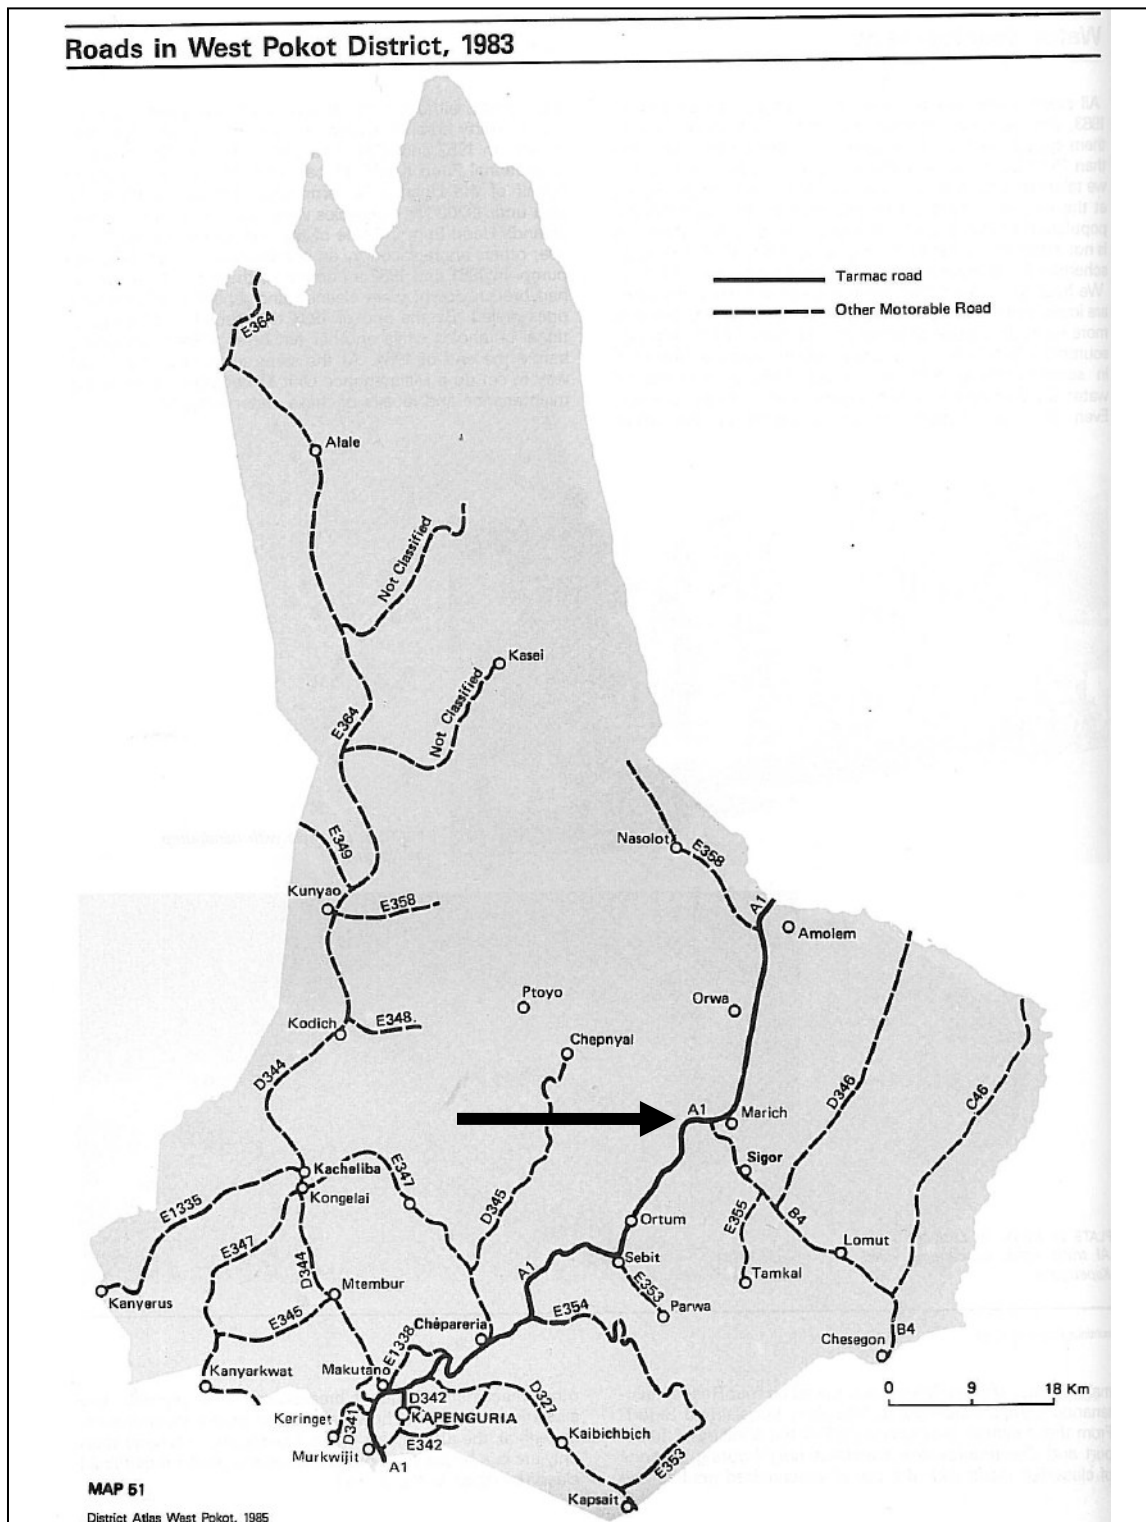 Roads in West Pokot District, 1983
Tarmac road
Other Motorable Road
E364
Alale
Not Classified
Kasei
Not Classified
E364
E349
Nasolot
E358
Kunyao
E358
A1
Amolem
Ptoyo
Orwa
Kodich
E348.
Chepnyal
D344
D346
C46
A1
Marich
Kacheliba
E347
Sigor
Kongelai
E1335
D345
E355
B4
Ortum
E347
Lomut
D344
A1
Sebit
Kanyerus
Mtembur
E353
Tamkal
E345
E354
Parwa
Chepareria
B4
Chesegon
E1338
Kanyarkwat
Makutano
D342
D327
0 9 18 Km
Keringet
D341
KAPENGURIA
Kaibichbich
E342
Murkwijit
A1
E353
MAP 51
Kapsait
District Atlas West Pokot, 1985